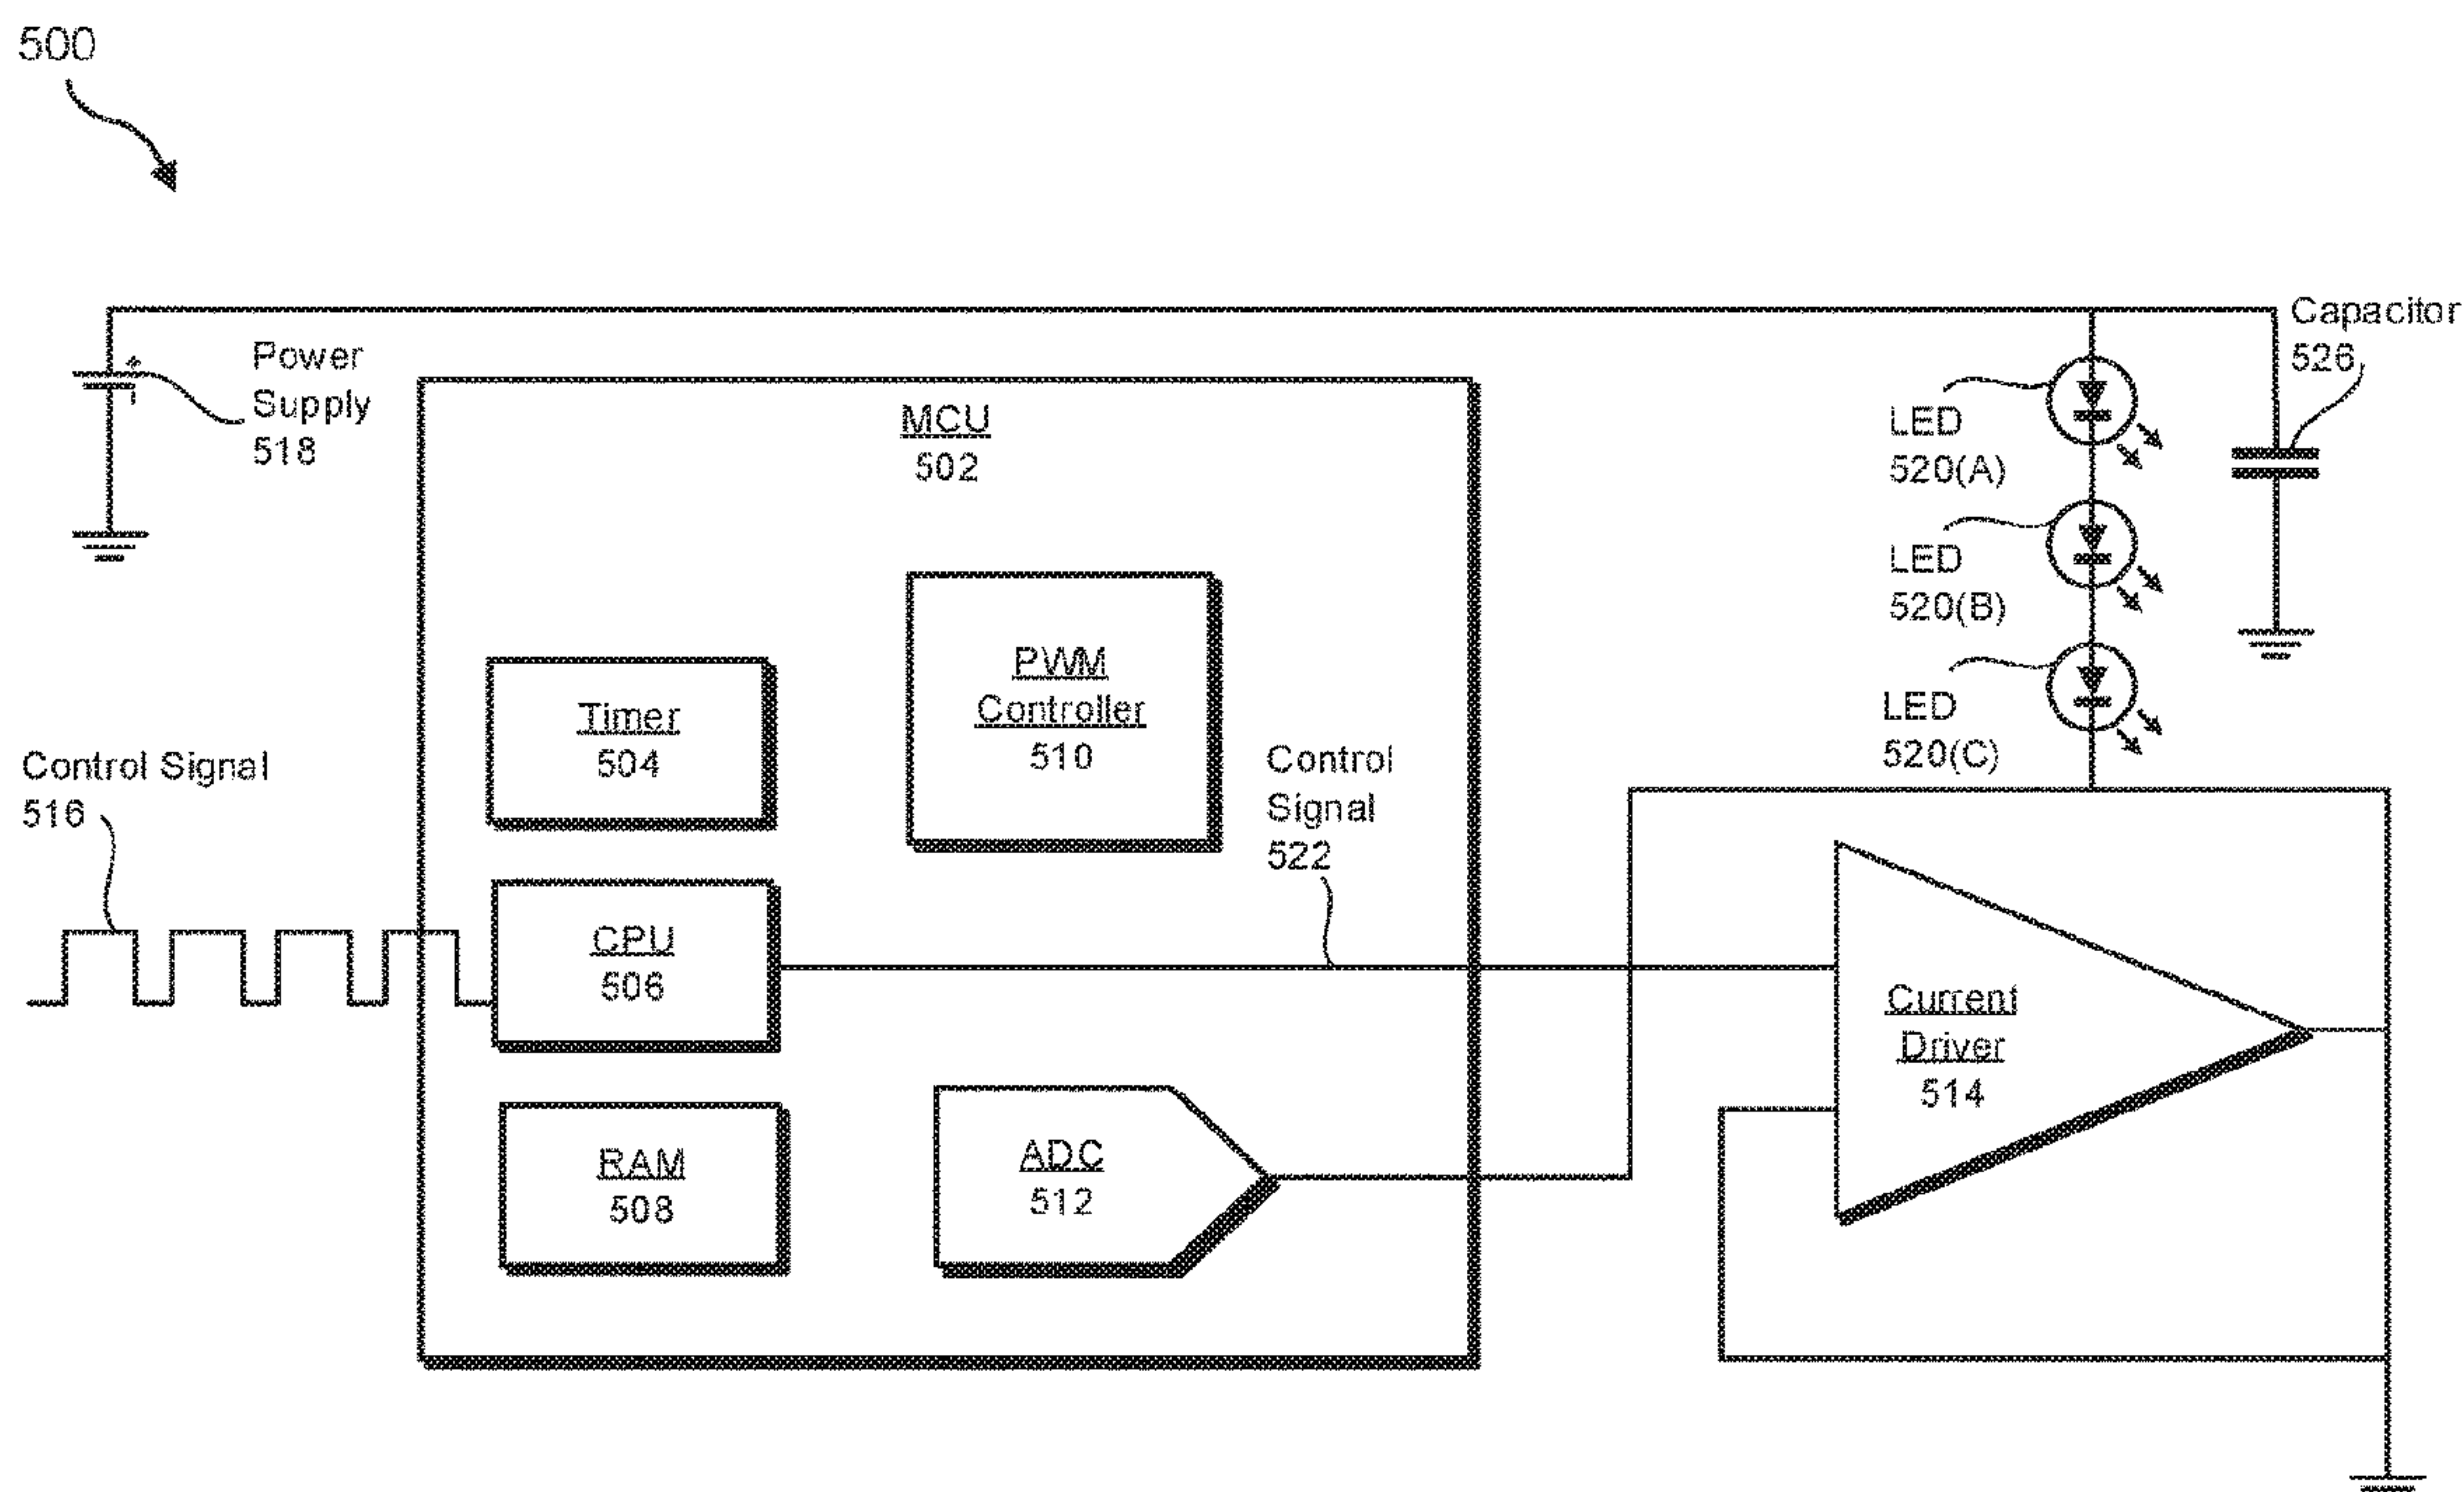 500
Power
Supply
518
Capacitor
526
MCU
502
LED
520(A)
LED
520(B)
LED
520(C)
PWM
Controller
510
Timer
504
Control Signal
516
Control
Signal
522
CPU
506
Current
Driver
514
RAM
508
ADC
512